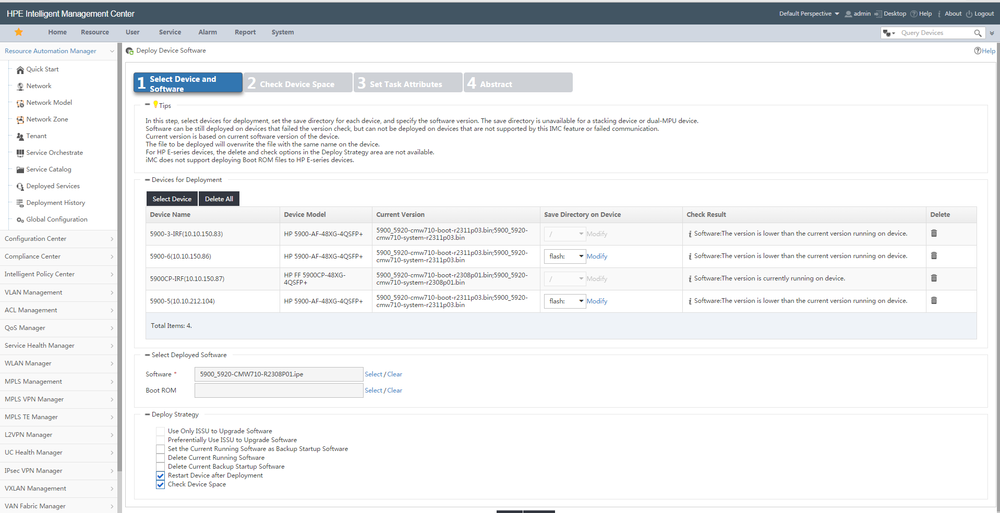 HPE Intelligent Management Center
Default Perspective admin Desktop Help About Logout
Home Resource User Service Alarm Report System
Query Devices
Resource Automation Manager
Quick Start
Network
Network Model
Network Zone
Tenant
Service Orchestrate
Service Catalog
Deployed Services
Deployment History
Global Configuration
Configuration Center
Compliance Center
Intelligent Policy Center
VLAN Management
ACL Management
QoS Manager
Service Health Manager
WLAN Manager
MPLS Management
MPLS VPN Manager
MPLS TE Manager
L2VPN Manager
UC Health Manager
IPsec VPN Manager
VXLAN Management
VAN Fabric Manager
Deploy Device Software
Help
1 Select Device and
Software
2 Check Device Space
3 Set Task Attributes
4 Abstract
Tips
In this step, select devices for deployment, set the save directory for each device, and specify the software version. The save directory is unavailable for a stacking device or dual-MPU device.
Software can be still deployed on devices that failed the version check, but can not be deployed on devices that are not supported by this IMC feature or failed communication.
Current version is based on current software version of the device.
The file to be deployed will overwrite the file with the same name on the device.
For HP E-series devices, the delete and check options in the Deploy Strategy area are not available.
iMC does not support deploying Boot ROM files to HP E-series devices.
Devices for Deployment
Select Device Delete All
Device Name Device Model Current Version Save Directory on Device Check Result Delete
5900-3-IRF(10.10.150.83) HP 5900-AF-48XG-4QSFP+ 5900_5920-cmw710-boot-r2311p03.bin;5900_5920-
cmw710-system-r2311p03.bin
/ Modify
Software:The version is lower than the current version running on device.
5900-6(10.10.150.86) HP 5900-AF-48XG-4QSFP+ 5900_5920-cmw710-boot-r2311p03.bin;5900_5920-
cmw710-system-r2311p03.bin
flash: Modify
Software:The version is lower than the current version running on device.
5900CP-IRF(10.10.150.87)
HP FF 5900CP-48XG-
4QSFP+
5900_5920-cmw710-boot-r2308p01.bin;5900_5920-
cmw710-system-r2308p01.bin
/ Modify
Software:The version is currently running on device.
5900-5(10.10.212.104) HP 5900-AF-48XG-4QSFP+ 5900_5920-cmw710-boot-r2311p03.bin;5900_5920-
cmw710-system-r2311p03.bin
flash: Modify
Software:The version is lower than the current version running on device.
Total Items: 4.
Select Deployed Software
Software * 5900_5920-CMW710-R2308P01.ipe Select / Clear
Boot ROM Select / Clear
Deploy Strategy
Use Only ISSU to Upgrade Software
Preferentially Use ISSU to Upgrade Software
Set the Current Running Software as Backup Startup Software
Delete Current Running Software
Delete Current Backup Startup Software
Restart Device after Deployment
Check Device Space